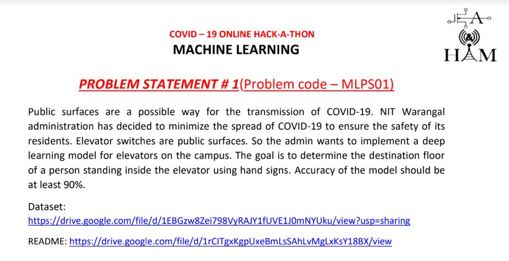 COVID – 19 ONLINE HACK-A-THON
MACHINE LEARNING
HAM
PROBLEM STATEMENT # 1(Problem code – MLPS01)
Public surfaces are a possible way for the transmission of COVID-19. NIT Warangal
administration has decided to minimize the spread of COVID-19 to ensure the safety of its
residents. Elevator switches are public surfaces. So the admin wants to implement a deep
learning model for elevators on the campus. The goal is to determine the destination floor
of a person standing inside the elevator using hand signs. Accuracy of the model should be
at least 90%.
Dataset:
https://drive.google.com/file/d/1EBGzw8Zei798VyRAJY1fUVE1J0mNYUku/view?usp=sharing
README: https://drive.google.com/file/d/1rCITgxKgpUxeBmLsSAhLvMgLxKsY18BX/view